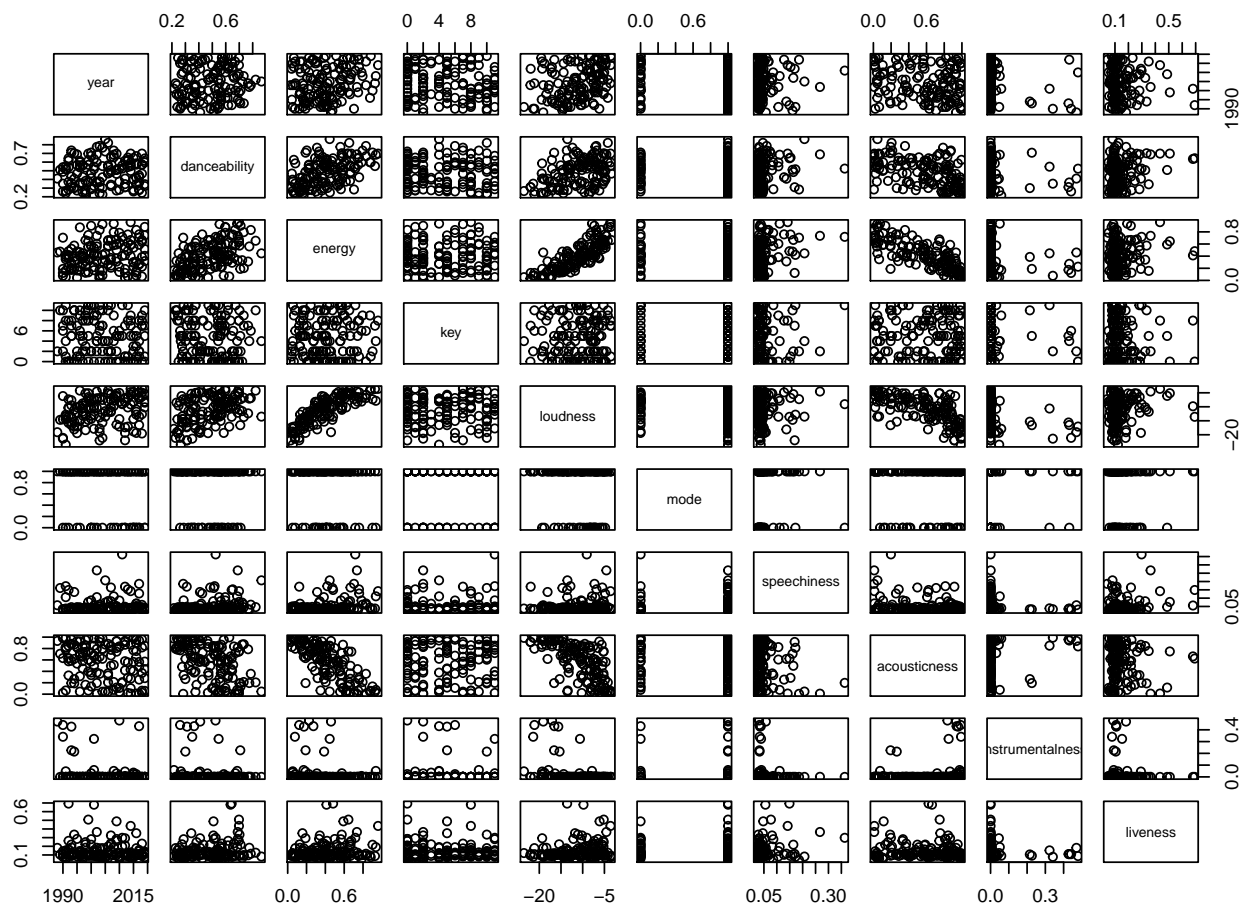 0.2 0.6
0 4 8
0.0 0.6
0.0 0.6
0.1 0.5
year
1990
0.2 0.7
danceability
energy
0.0 0.8
0 6
key
loudness
−20
0.0 0.8
mode
speechiness
0.05
0.0 0.8
acousticness
nstrumentalnes
0.0 0.4
0.1 0.6
liveness
1990 2015
0.0 0.6
−20 −5
0.05 0.30
0.0 0.3